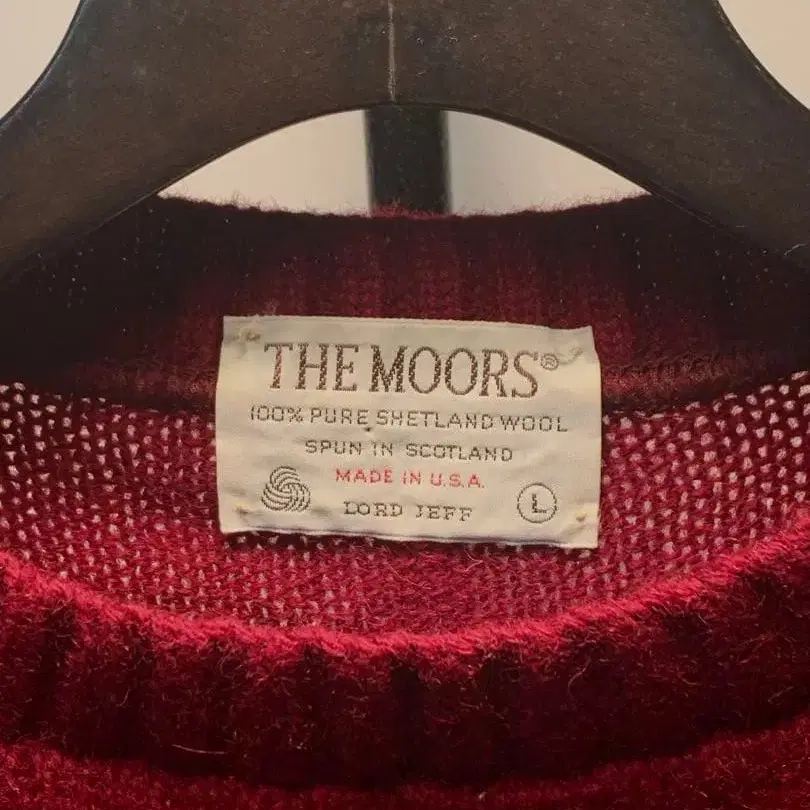 THE MOORS®
100% PURE SHETLAND WOOL
SPUN IN SCOTLAND
MADE IN U.S.A.
LORD JEFF L